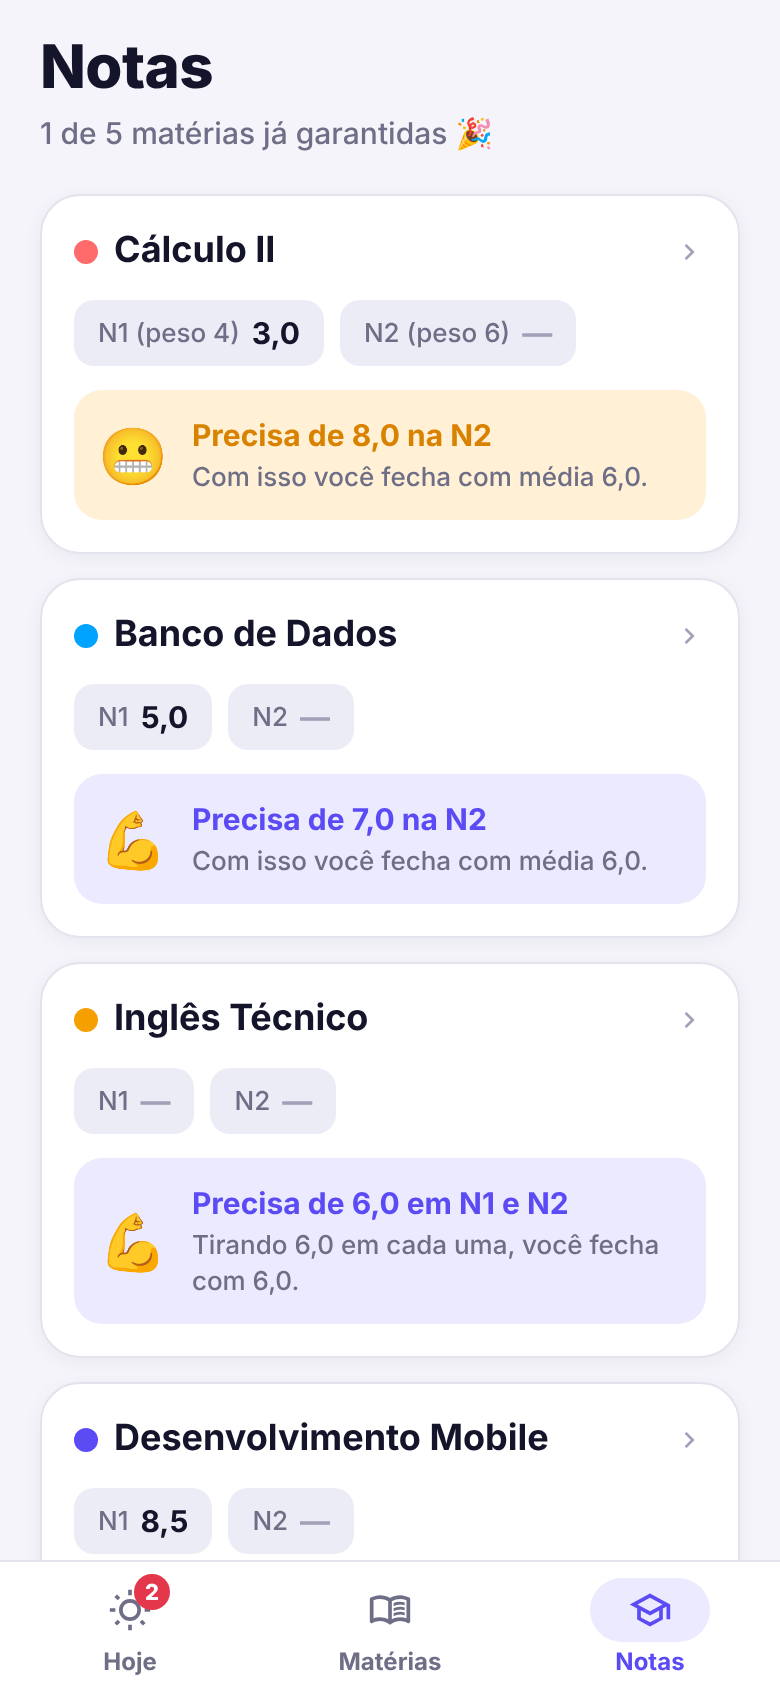 Notas
1 de 5 matérias já garantidas 🎉
Cálculo II
N1 (peso 4) 3,0 N2 (peso 6) —
Precisa de 8,0 na N2
Com isso você fecha com média 6,0.
Banco de Dados
N1 5,0 N2 —
Precisa de 7,0 na N2
Com isso você fecha com média 6,0.
Inglês Técnico
N1 — N2 —
Precisa de 6,0 em N1 e N2
Tirando 6,0 em cada uma, você fecha
com 6,0.
Desenvolvimento Mobile
N1 8,5 N2 —
2
Hoje Matérias Notas